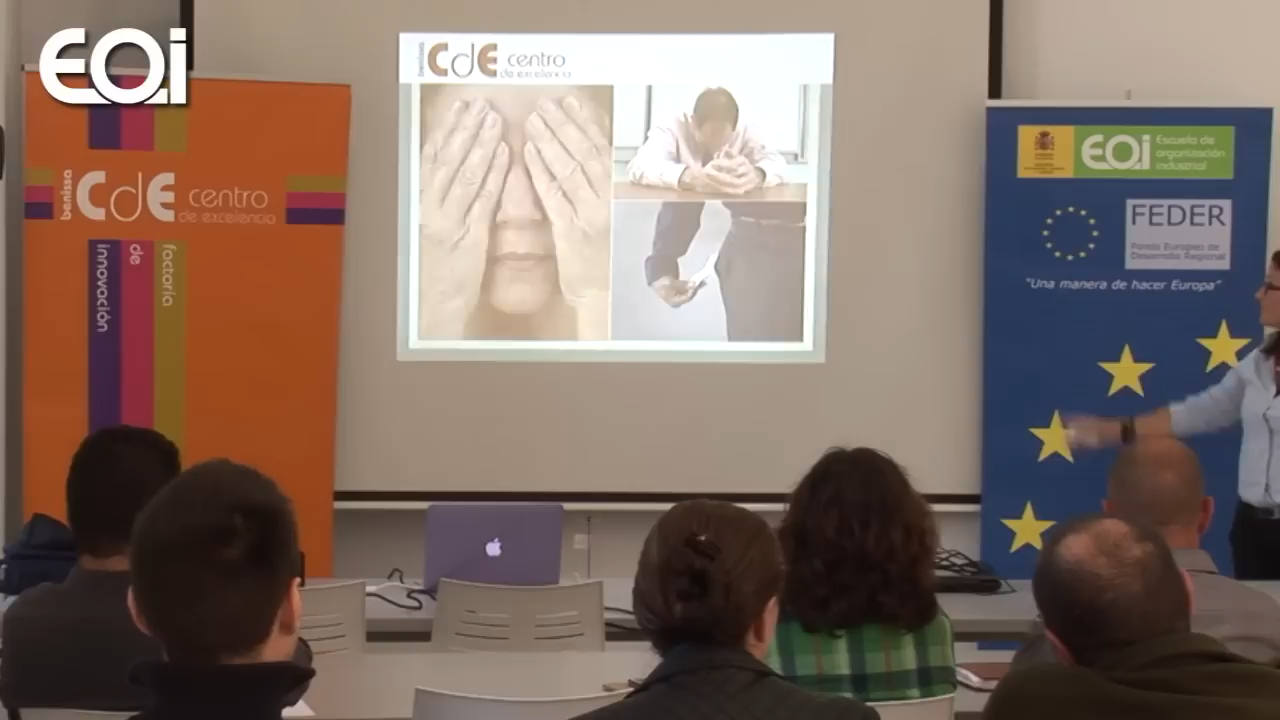 EOi
benissa CdE centro
de excelencia
benissa CdE centro
de excelencia
innovación
de
factoría
EOi Escuela de
organización
industrial
FEDER
Fondo Europeo de
Desarrollo Regional
"Una manera de hacer Europa"